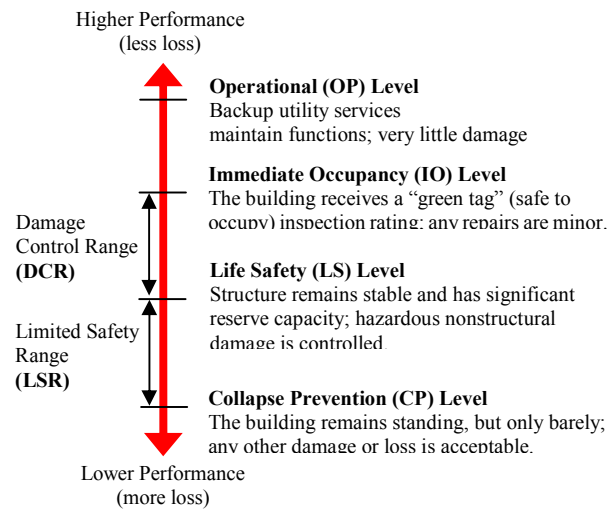 Higher Performance
(less loss)
Operational (OP) Level
Backup utility services
maintain functions; very little damage
Immediate Occupancy (IO) Level
The building receives a “green tag” (safe to
occupy) inspection rating; any repairs are minor.
Damage
Control Range
(DCR)
Life Safety (LS) Level
Structure remains stable and has significant
reserve capacity; hazardous nonstructural
damage is controlled.
Limited Safety
Range
(LSR)
Collapse Prevention (CP) Level
The building remains standing, but only barely;
any other damage or loss is acceptable.
Lower Performance
(more loss)